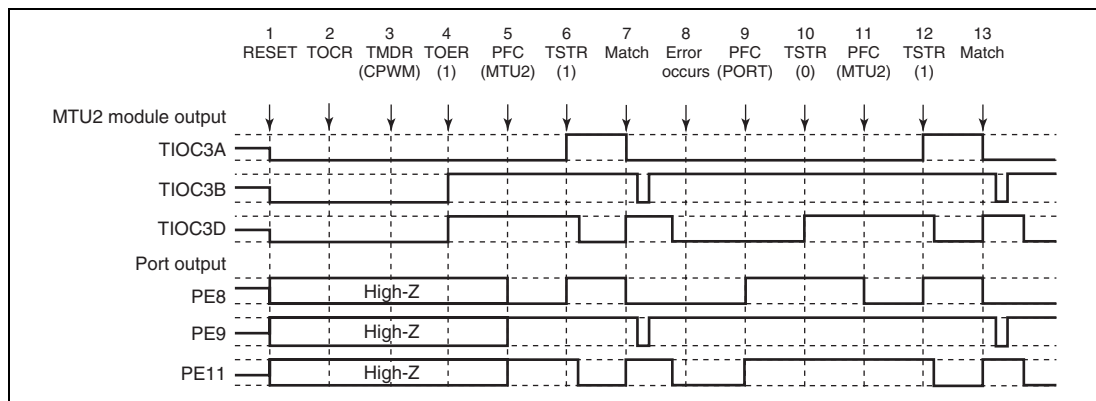 1 2 3 4 5 6 7 8 9 10 11 12 13
RESET TOCR TMDR TOER PFC TSTR Match Error PFC TSTR PFC TSTR Match
(CPWM) (1) (MTU2) (1) occurs (PORT) (0) (MTU2) (1)
MTU2 module output
TIOC3A
TIOC3B
TIOC3D
Port output
PE8 High-Z
PE9 High-Z
PE11 High-Z